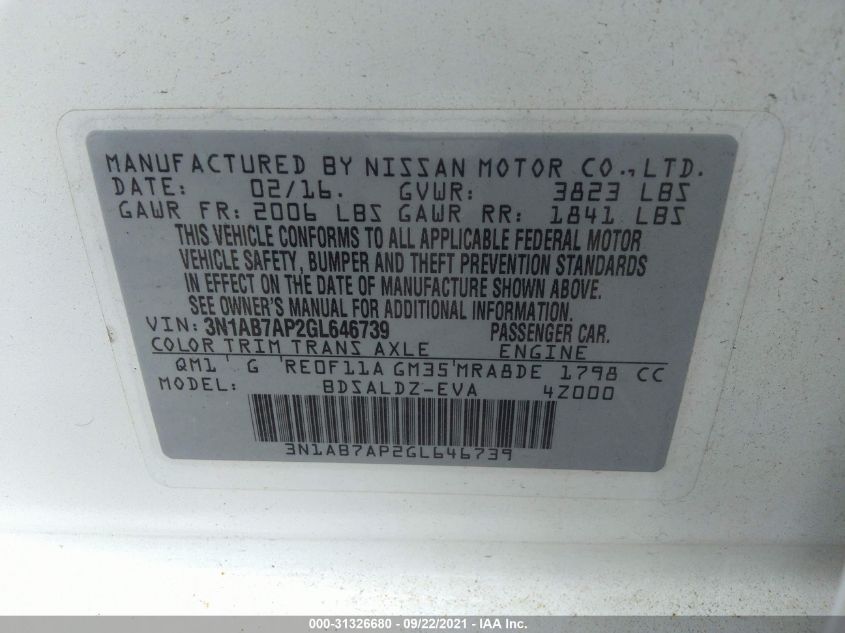 MANUFACTURED BY NISSAN MOTOR CO., LTD.
DATE: 02/16. GVWR: 3823 LBS
GAWR FR: 2006 LBS GAWR RR: 1841 LBS
THIS VEHICLE CONFORMS TO ALL APPLICABLE FEDERAL MOTOR
VEHICLE SAFETY, BUMPER AND THEFT PREVENTION STANDARDS
IN EFFECT ON THE DATE OF MANUFACTURE SHOWN ABOVE.
SEE OWNER'S MANUAL FOR ADDITIONAL INFORMATION.
VIN: 3N1AB7AP2GL646739 PASSENGER CAR.
COLOR TRIM TRANS AXLE ENGINE
QM1 ' G 'RE0F11A GM35'MRA8DE 1798 CC
MODEL: BDSALDZ-EVA 4Z000
3N1AB7AP2GL646739
000-31326680 - 09/22/2021 - IAA Inc.